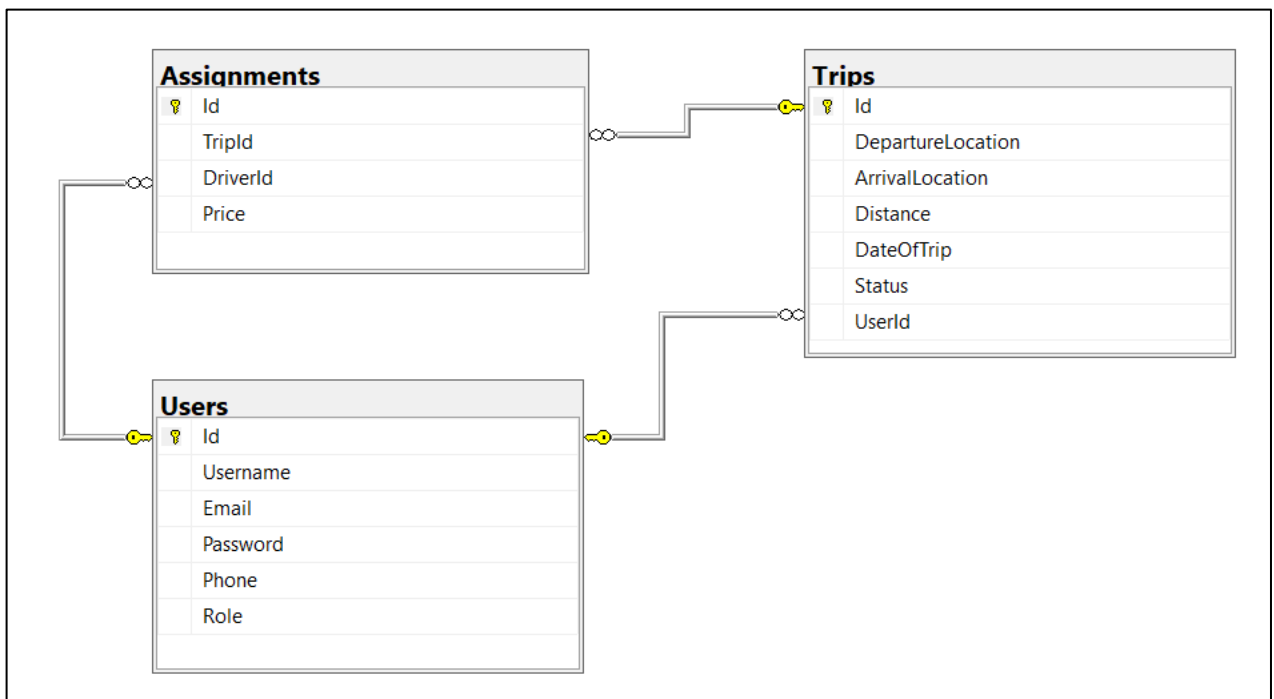 Assignments
Id
TripId
DriverId
Price
Trips
Id
DepartureLocation
ArrivalLocation
Distance
DateOfTrip
Status
UserId
Users
Id
Username
Email
Password
Phone
Role